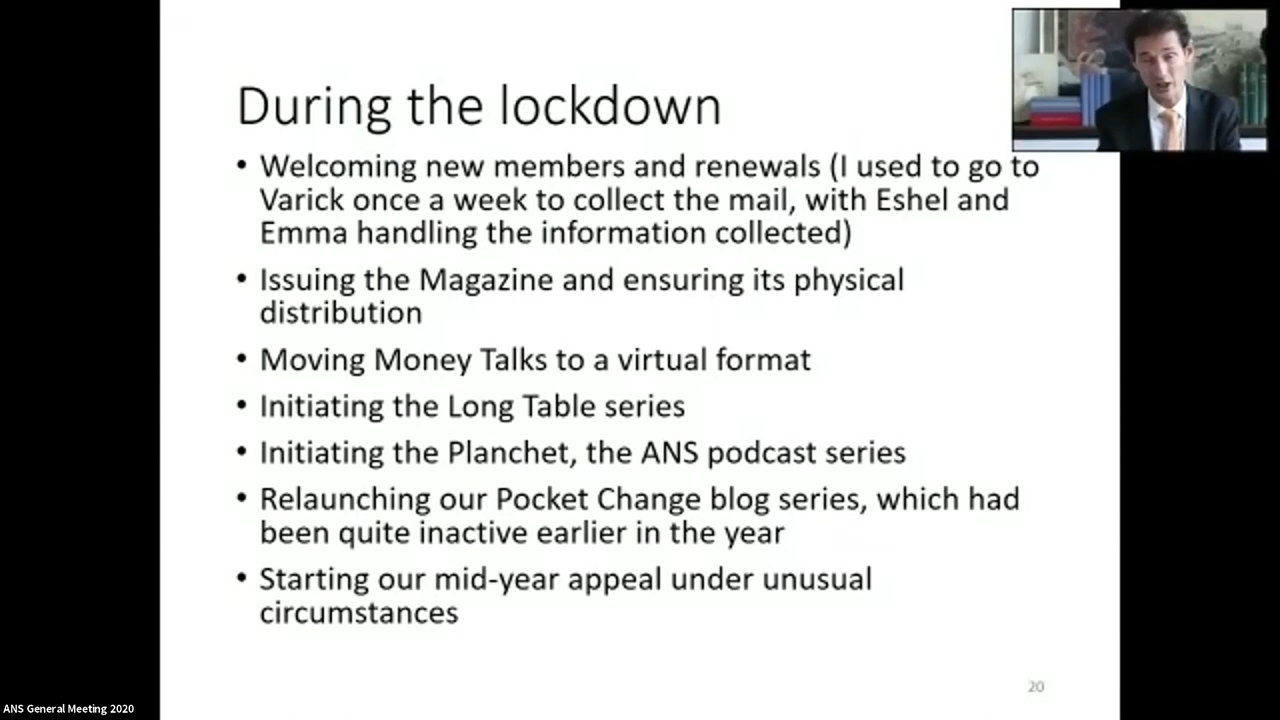 During the lockdown
• Welcoming new members and renewals (I used to go to
Varick once a week to collect the mail, with Eshel and
Emma handling the information collected)
• Issuing the Magazine and ensuring its physical
distribution
• Moving Money Talks to a virtual format
• Initiating the Long Table series
• Initiating the Planchet, the ANS podcast series
• Relaunching our Pocket Change blog series, which had
been quite inactive earlier in the year
• Starting our mid-year appeal under unusual
circumstances
20
ANS General Meeting 2020